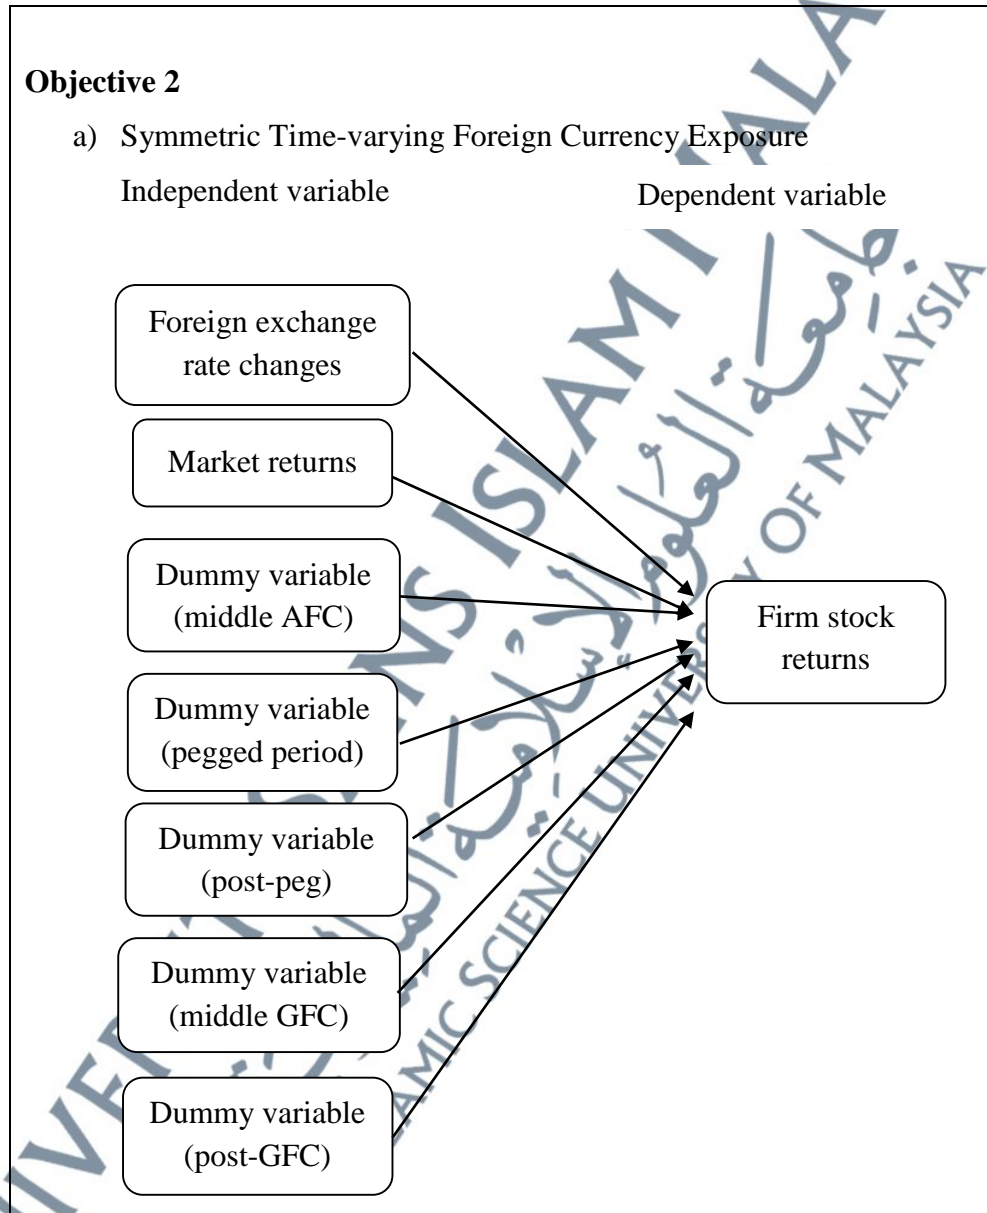 Objective 2
a) Symmetric Time-varying Foreign Currency Exposure
Independent variable
Dependent variable
Foreign exchange
rate changes
Market returns
Dummy variable
(middle AFC)
Dummy variable
(pegged period)
Dummy variable
(post-peg)
Dummy variable
(middle GFC)
Dummy variable
(post-GFC)
Firm stock
returns